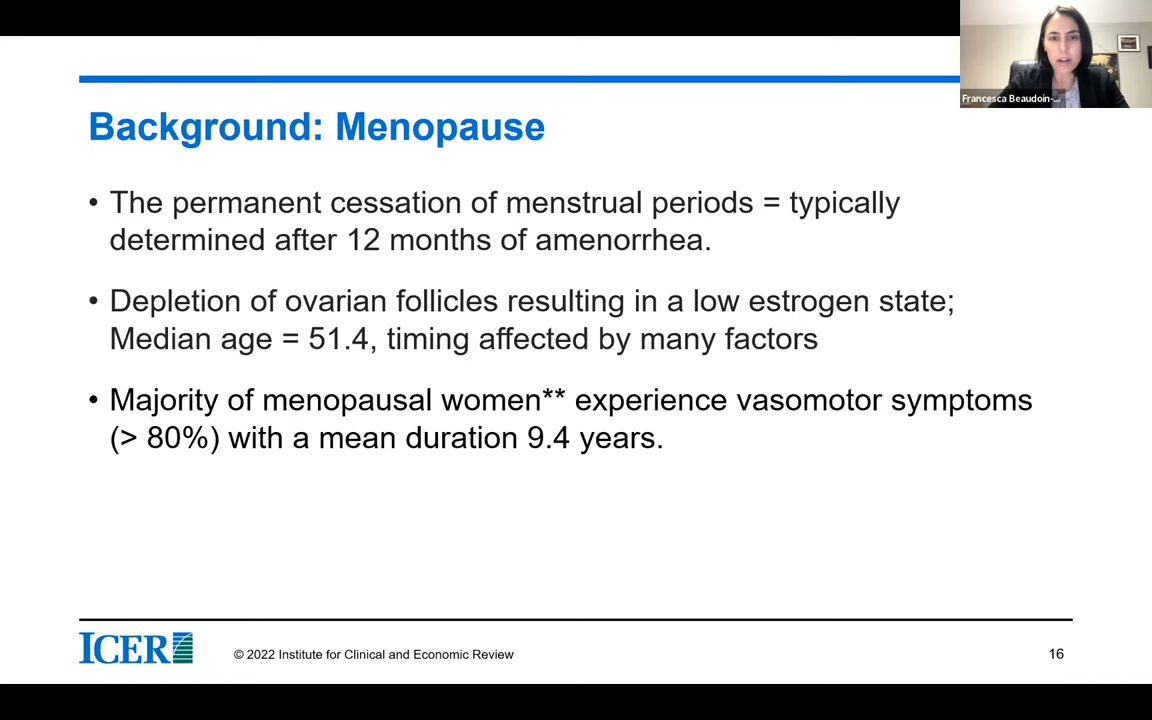 Francesca Beaudoin-...
Background: Menopause
• The permanent cessation of menstrual periods = typically
determined after 12 months of amenorrhea.
• Depletion of ovarian follicles resulting in a low estrogen state;
Median age = 51.4, timing affected by many factors
• Majority of menopausal women** experience vasomotor symptoms
(> 80%) with a mean duration 9.4 years.
ICER
© 2022 Institute for Clinical and Economic Review
16